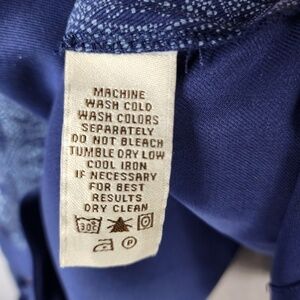 MACHINE
WASH COLD
WASH COLORS
SEPARATELY
DO NOT BLEACH
TUMBLE DRY LOW
COOL IRON
IF NECESSARY
FOR BEST
RESULTS
DRY CLEAN
30C
P